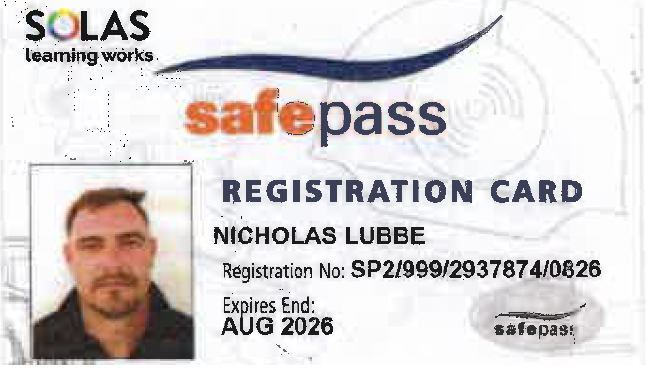 SOLAS
learning works
safepass
REGISTRATION CARD
NICHOLAS LUBBE
Registration No: SP2/999/2937874/0826
Expires End:
AUG 2026
safepass